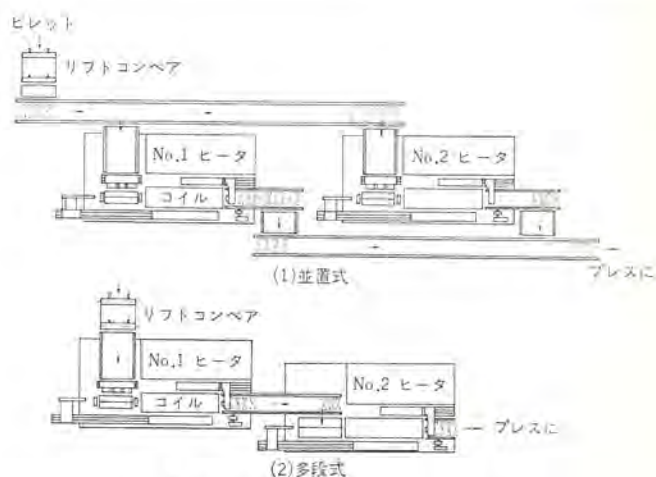 ビレット
リフトコンベア
No.1 ヒータ
No.2 ヒータ
コイル
プレスに
(1)並置式
リフトコンベア
No.1 ヒータ
No.2 ヒータ
コイル
プレスに
(2)多段式